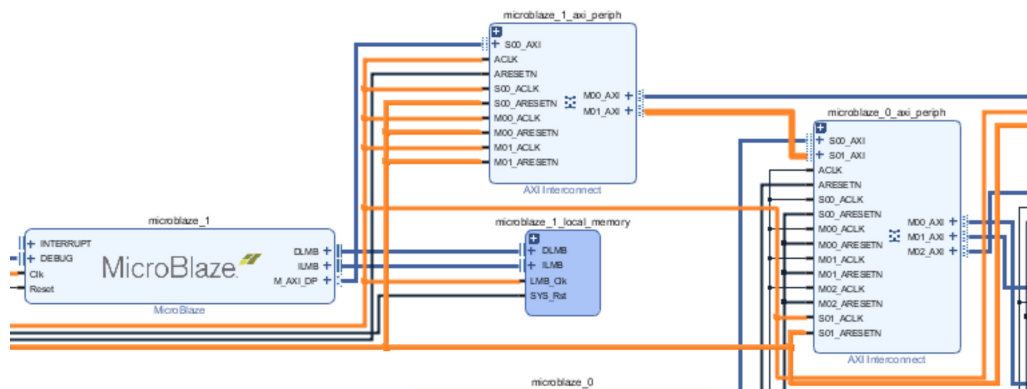 microblaze_1_axi_periph
S00_AXI
ACLK
ARESETN
S00_ACLK
S00_ARESETN
M00_ACLK
M00_ARESETN
M01_ACLK
M01_ARESETN
M00_AXI
M01_AXI
AXI Interconnect
microblaze_0_axi_periph
S00_AXI
S01_AXI
ACLK
ARESETN
S00_ACLK
S00_ARESETN
M00_ACLK
M00_ARESETN
M01_ACLK
M01_ARESETN
M02_ACLK
M02_ARESETN
S01_ACLK
S01_ARESETN
M00_AXI
M01_AXI
M02_AXI
AXI Interconnect
microblaze_1
INTERRUPT
DEBUG
Clk
Reset
MicroBlaze
DLMB
ILMB
M_AXI_DP
MicroBlaze
microblaze_1_local_memory
DLMB
ILMB
LMB_Clk
SYS_Rst
microblaze_0